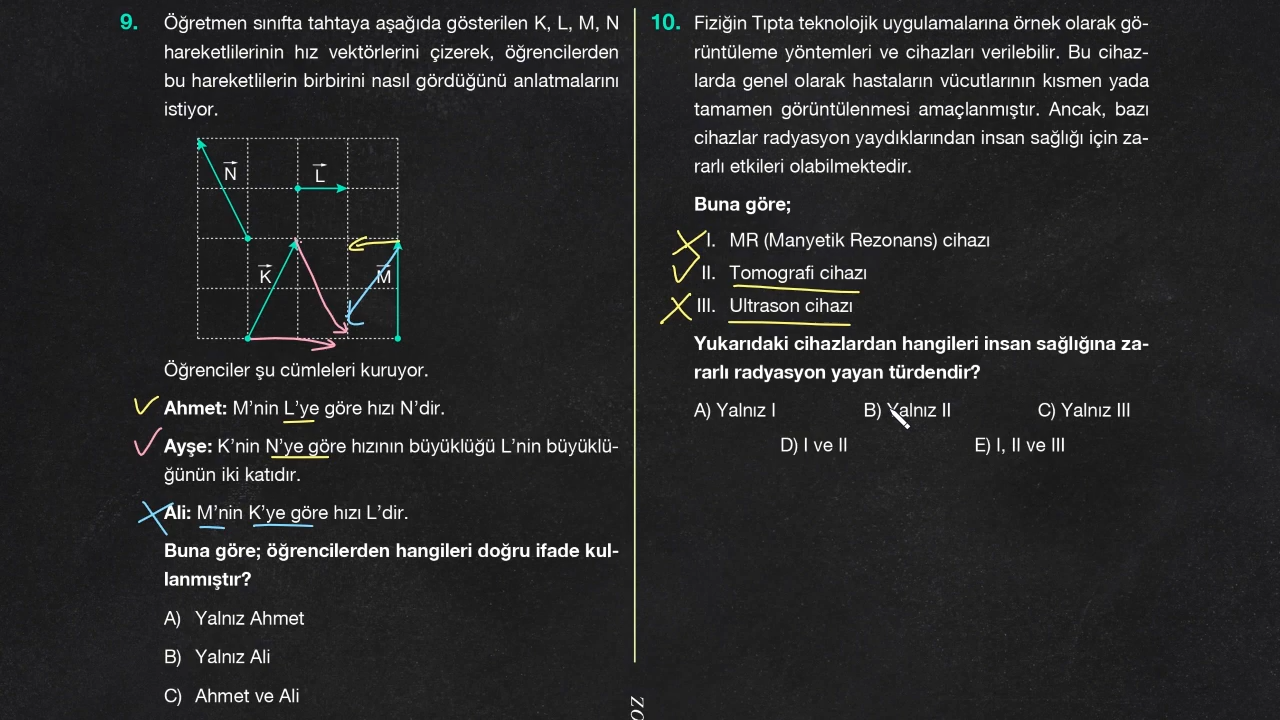 9. Öğretmen sınıfta tahtaya aşağıda gösterilen K, L, M, N
hareketlilerinin hız vektörlerini çizerek, öğrencilerden
bu hareketlilerin birbirini nasıl gördüğünü anlatmalarını
istiyor.
N
L
K
M
Öğrenciler şu cümleleri kuruyor.
Ahmet: M'nin L'ye göre hızı N'dir.
Ayşe: K'nin N'ye göre hızının büyüklüğü L'nin büyüklü-
ğünün iki katıdır.
Ali: M'nin K'ye göre hızı L'dir.
Buna göre; öğrencilerden hangileri doğru ifade kul-
lanmıştır?
A) Yalnız Ahmet
B) Yalnız Ali
C) Ahmet ve Ali
10. Fiziğin Tıpta teknolojik uygulamalarına örnek olarak gö-
rüntüleme yöntemleri ve cihazları verilebilir. Bu cihaz-
larda genel olarak hastaların vücutlarının kısmen yada
tamamen görüntülenmesi amaçlanmıştır. Ancak, bazı
cihazlar radyasyon yaydıklarından insan sağlığı için za-
rarlı etkileri olabilmektedir.
Buna göre;
I. MR (Manyetik Rezonans) cihazı
II. Tomografi cihazı
III. Ultrason cihazı
Yukarıdaki cihazlardan hangileri insan sağlığına za-
rarlı radyasyon yayan türdendir?
A) Yalnız I B) Yalnız II C) Yalnız III
D) I ve II E) I, II ve III